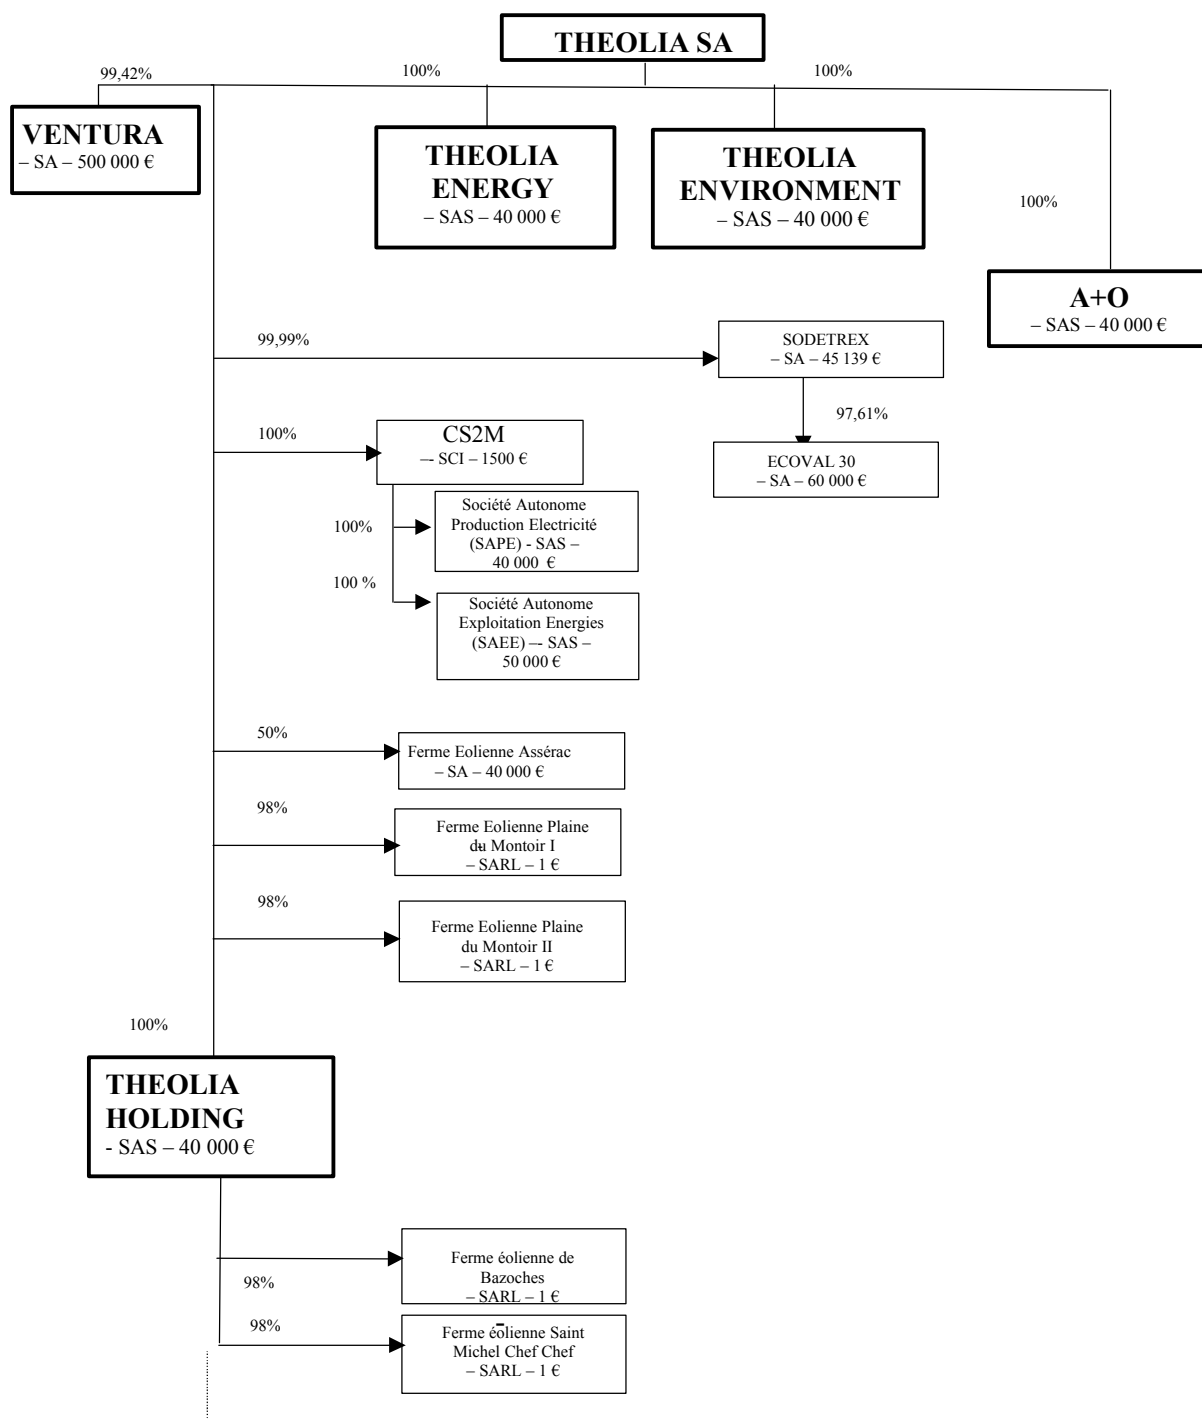 THEOLIA SA
99,42%
100%
100%
VENTURA
– SA – 500 000 €
THEOLIA
ENERGY
– SAS – 40 000 €
THEOLIA
ENVIRONMENT
– SAS – 40 000 €
100%
A+O
– SAS – 40 000 €
99,99%
SODETREX
– SA – 45 139 €
97,61%
ECOVAL 30
– SA – 60 000 €
100%
CS2M
–- SCI – 1500 €
100%
Société Autonome
Production Electricité
(SAPE) - SAS –
40 000 €
100 %
Société Autonome
Exploitation Energies
(SAEE) –- SAS –
50 000 €
50%
Ferme Eolienne Assérac
– SA – 40 000 €
98%
Ferme Eolienne Plaine
du Montoir I
– SARL – 1 €
98%
Ferme Eolienne Plaine
du Montoir II
– SARL – 1 €
100%
THEOLIA
HOLDING
- SAS – 40 000 €
98%
Ferme éolienne de
Bazoches
– SARL – 1 €
98%
Ferme éolienne Saint
Michel Chef Chef
– SARL – 1 €